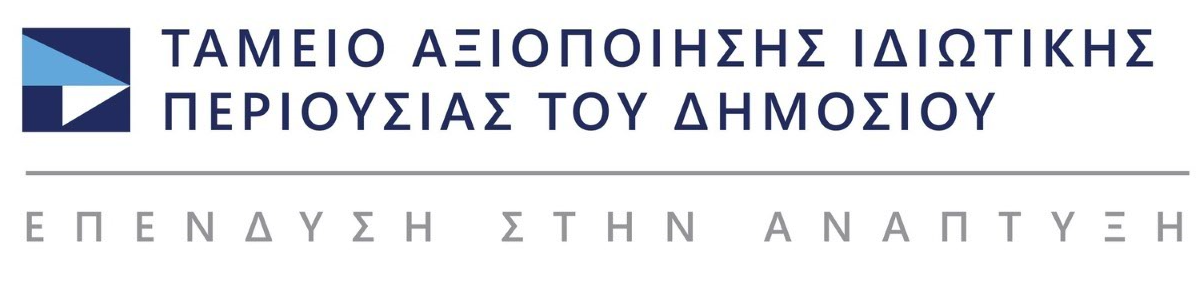 ΤΑΜΕΙΟ ΑΞΙΟΠΟΙΗΣΗΣ ΙΔΙΩΤΙΚΗΣ
ΠΕΡΙΟΥΣΙΑΣ ΤΟΥ ΔΗΜΟΣΙΟΥ
ΕΠΕΝΔΥΣΗ ΣΤΗΝ ΑΝΑΠΤΥΞΗ